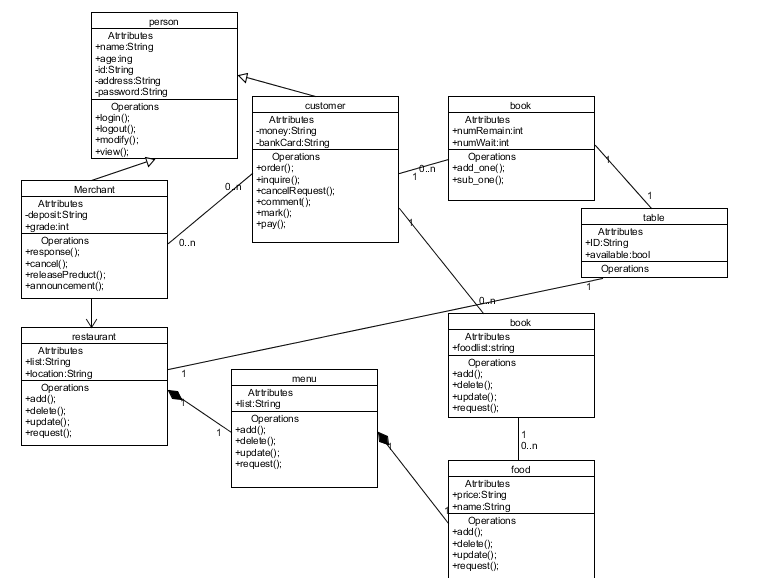 person
Atrtributes
+name:String
+age:ing
-id:String
-address:String
-password:String
Operations
+login();
+logout();
+modify();
+view();
customer
Atrtributes
-money:String
-bankCard:String
Operations
+order();
+inquire();
+cancelRequest();
+comment();
+mark();
+pay();
book
Atrtributes
+numRemain:int
+numWait:int
Operations
+add_one();
+sub_one();
0..n
1
1
1
Merchant
Atrtributes
-deposit:String
+grade:int
Operations
+response();
+cancel();
+releasePreduct();
+announcement();
0..n
0..n
table
Atrtributes
+ID:String
+available:bool
Operations
1
1
1
0..n
restaurant
Atrtributes
+list:String
+location:String
Operations
+add();
+delete();
+update();
+request();
1
1
menu
Atrtributes
+list:String
Operations
+add();
+delete();
+update();
+request();
book
Atrtributes
+foodlist:string
Operations
+add();
+delete();
+update();
+request();
1
0..n
1
1
food
Atrtributes
+price:String
+name:String
Operations
+add();
+delete();
+update();
+request();